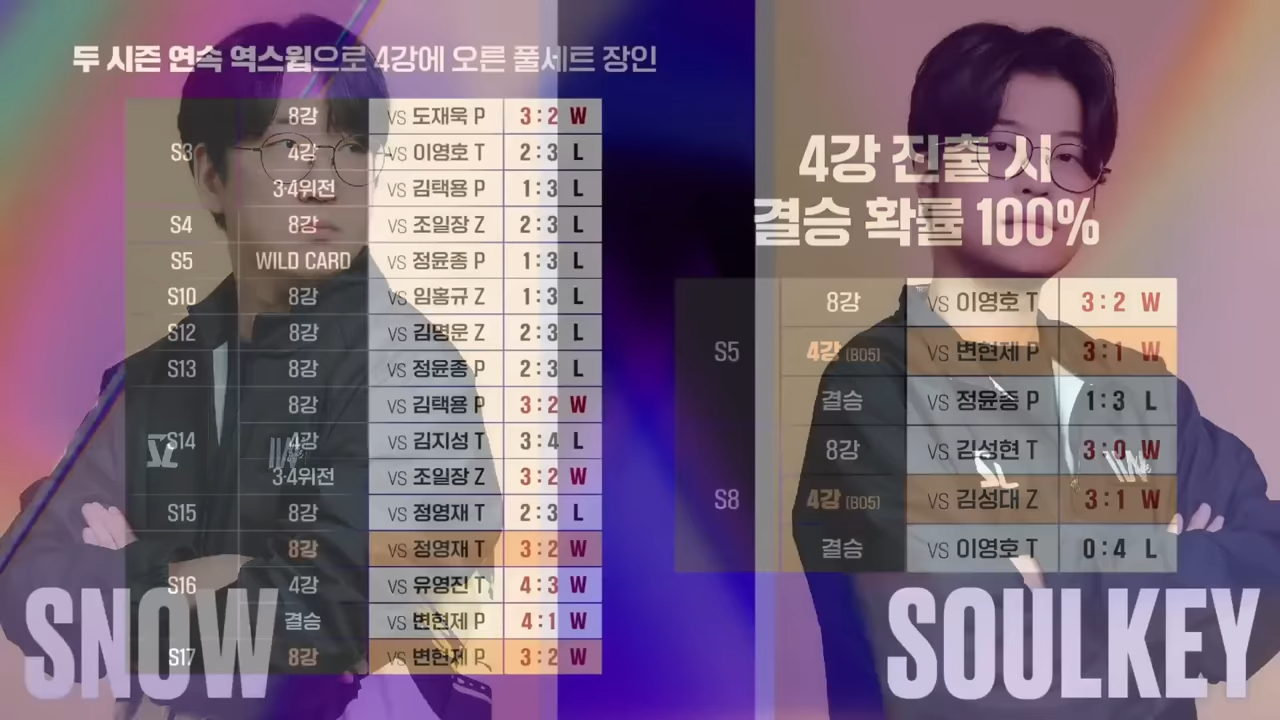 두 시즌 연속 역스윕으로 4강에 오른 풀세트 장인
8강 VS 도재욱 P 3:2 W
S3 4강 VS 이영호 T 2:3 L
3·4위전 VS 김택용 P 1:3 L
S4 8강 VS 조일장 Z 2:3 L
S5 WILD CARD VS 정윤종 P 1:3 L
S10 8강 VS 임홍규 Z 1:3 L
S12 8강 VS 김명운 Z 2:3 L
S13 8강 VS 정윤종 P 2:3 L
8강 VS 김택용 P 3:2 W
S14 4강 VS 김지성 T 3:4 L
3·4위전 VS 조일장 Z 3:2 W
S15 8강 VS 정영재 T 2:3 L
8강 VS 정영재 T 3:2 W
S16 4강 VS 유영진 T 4:3 W
결승 VS 변현제 P 4:1 W
S17 8강 VS 변현제 P 3:2 W
SNOW
4강 진출 시
결승 확률 100%
8강 VS 이영호 T 3:2 W
S5 4강 (BO5) VS 변현제 P 3:1 W
결승 VS 정윤종 P 1:3 L
8강 VS 김성현 T 3:0 W
S8 4강 (BO5) VS 김성대 Z 3:1 W
결승 VS 이영호 T 0:4 L
SOULKEY